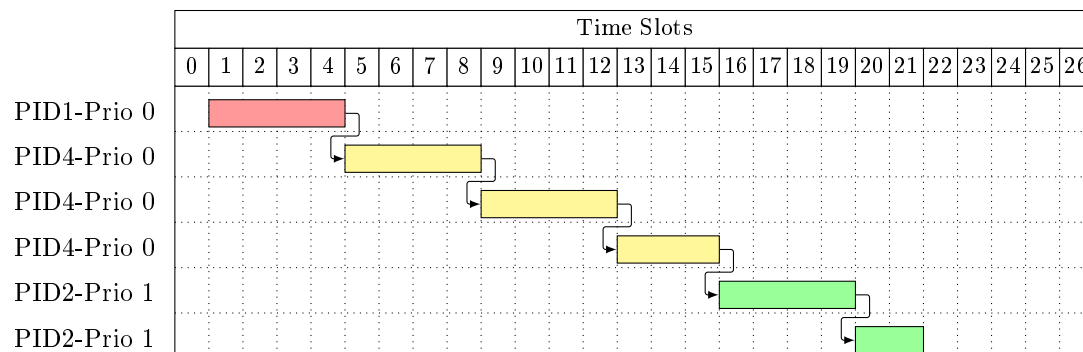 Time Slots
0 1 2 3 4 5 6 7 8 9 10 11 12 13 14 15 16 17 18 19 20 21 22 23 24 25 26
PID1-Prio 0
PID4-Prio 0
PID4-Prio 0
PID4-Prio 0
PID2-Prio 1
PID2-Prio 1